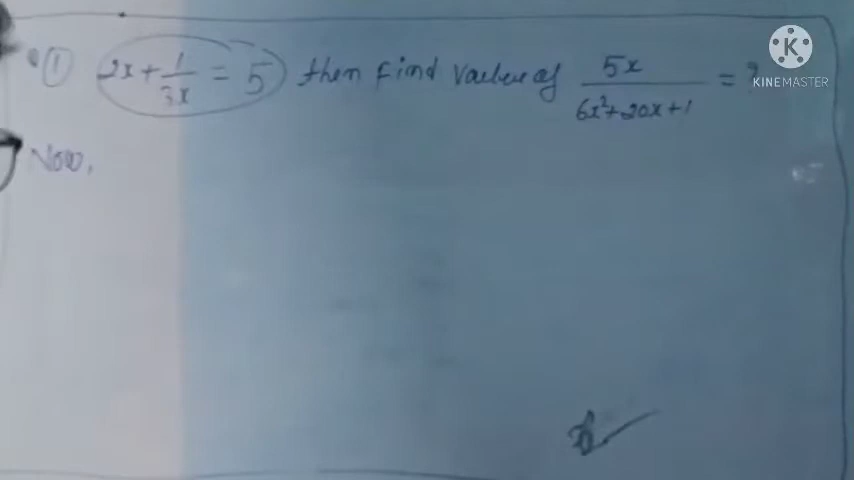 ① 2x + 1/3x = 5 then find value of 5x/6x²+20x+1 = ?
Now,
K
KINEMASTER